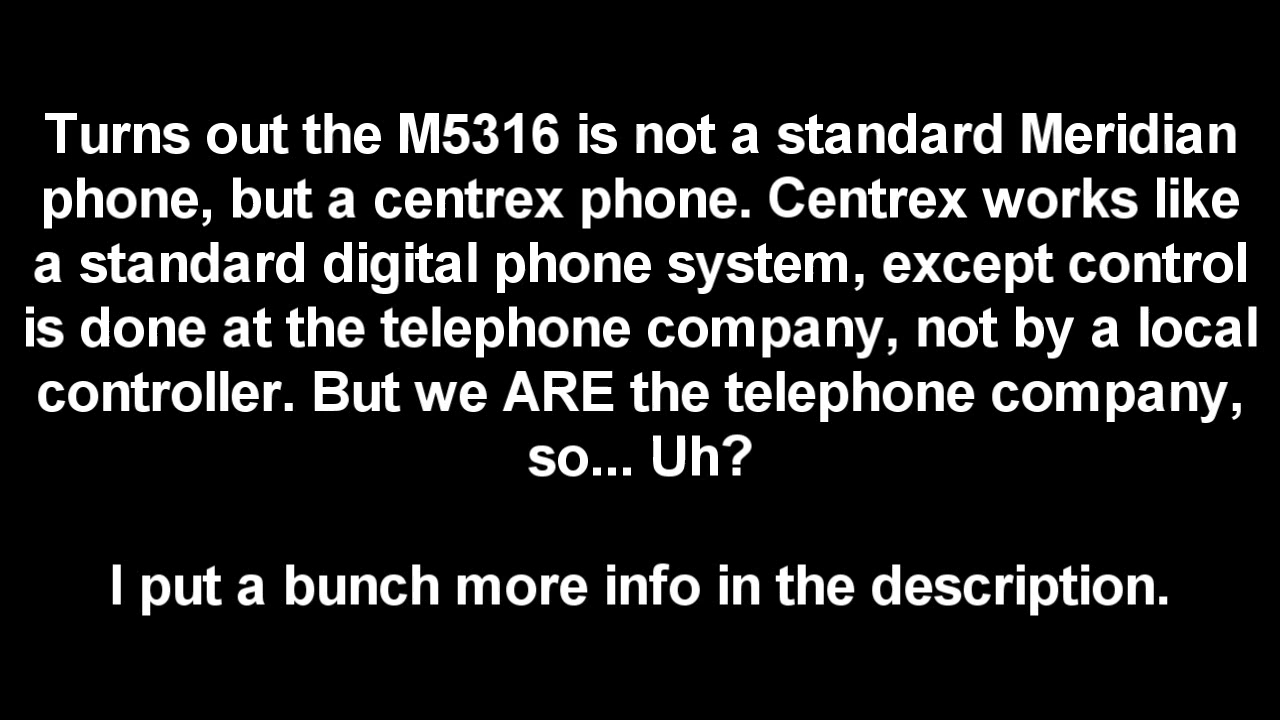 Turns out the M5316 is not a standard Meridian
phone, but a centrex phone. Centrex works like
a standard digital phone system, except control
is done at the telephone company, not by a local
controller. But we ARE the telephone company,
so... Uh?
I put a bunch more info in the description.